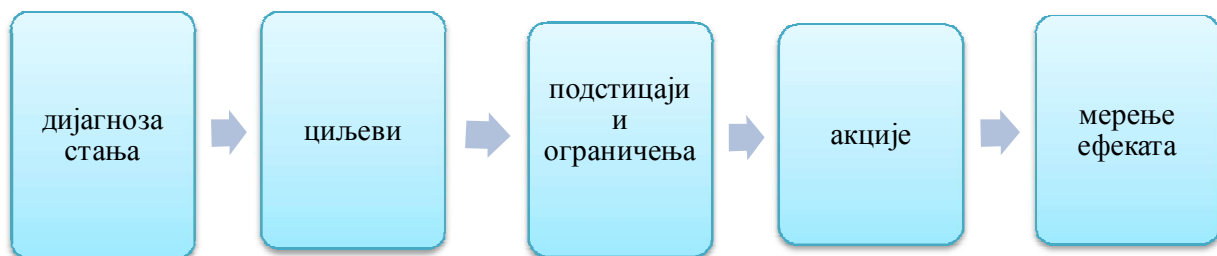 дијагноза
стања
циљеви
подстицаји
и
ограничења
акције
мерење
ефеката